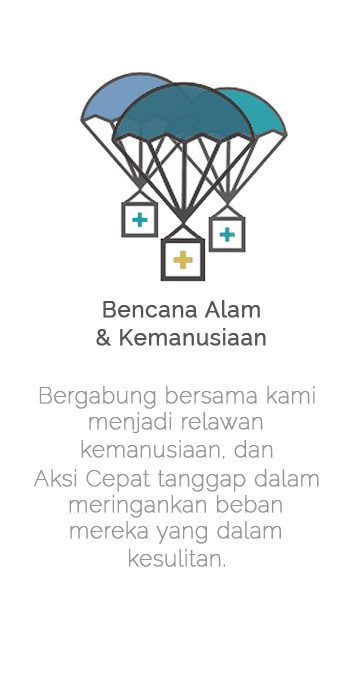 Bencana Alam
& Kemanusiaan
Bergabung bersama kami
menjadi relawan
kemanusiaan, dan
Aksi Cepat tanggap dalam
meringankan beban
mereka yang dalam
kesulitan.